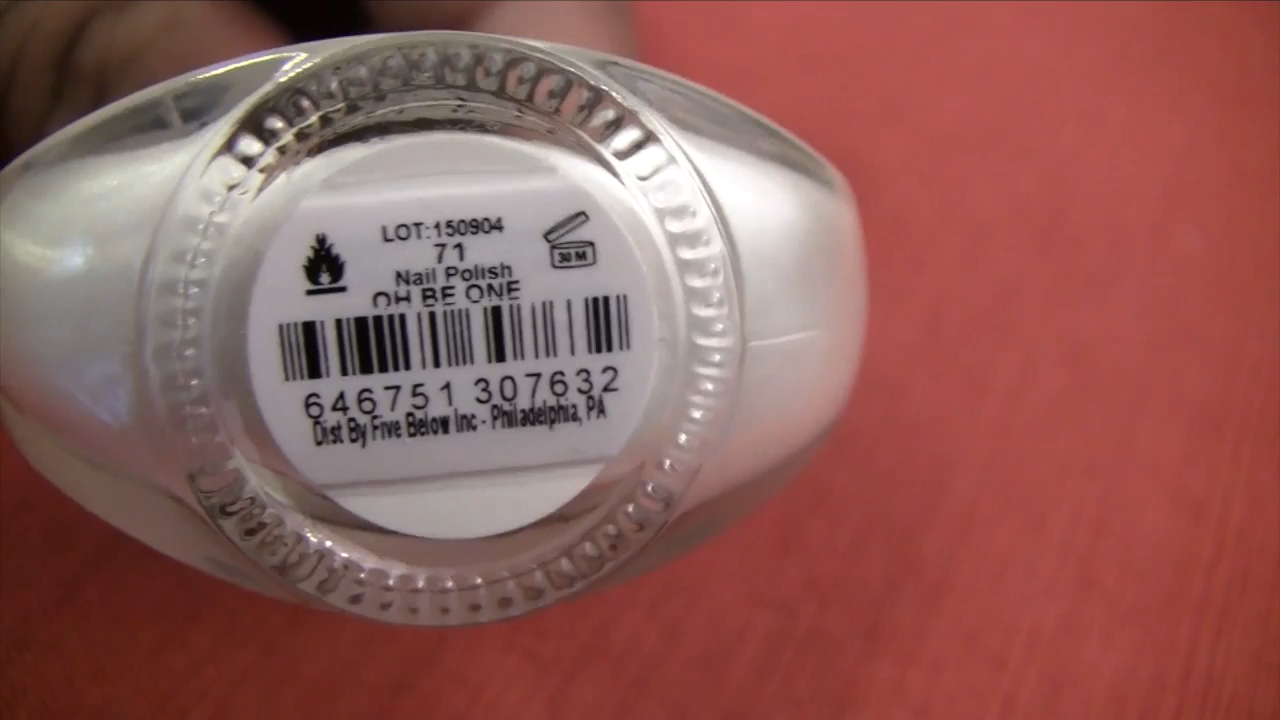 LOT:150904
71
30 M
Nail Polish
OH BE ONE
646751 307632
Dist By Five Below Inc - Philadelphia, PA